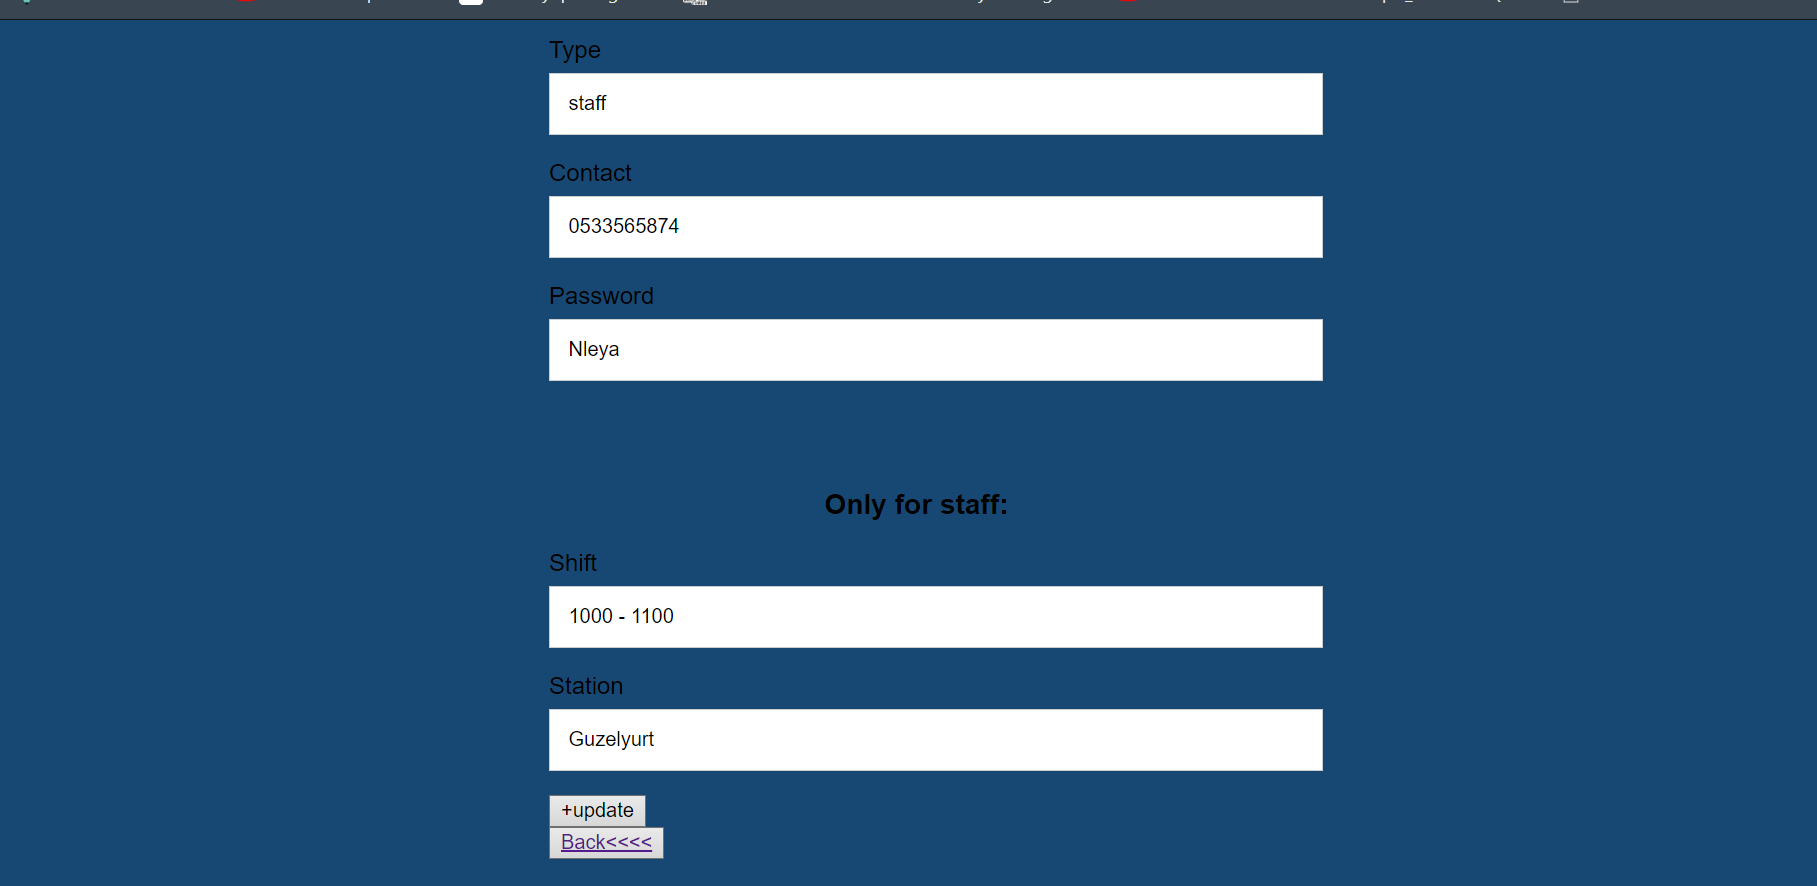 Type
staff
Contact
0533565874
Password
Nleya
Only for staff:
Shift
1000 - 1100
Station
Guzelyurt
+update
Back<<<<